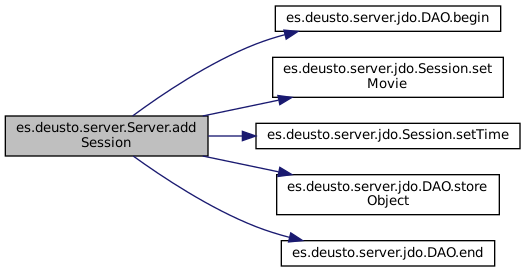 es.deusto.server.jdo.DAO.begin
es.deusto.server.jdo.Session.set
Movie
es.deusto.server.Server.add
Session
es.deusto.server.jdo.Session.setTime
es.deusto.server.jdo.DAO.store
Object
es.deusto.server.jdo.DAO.end